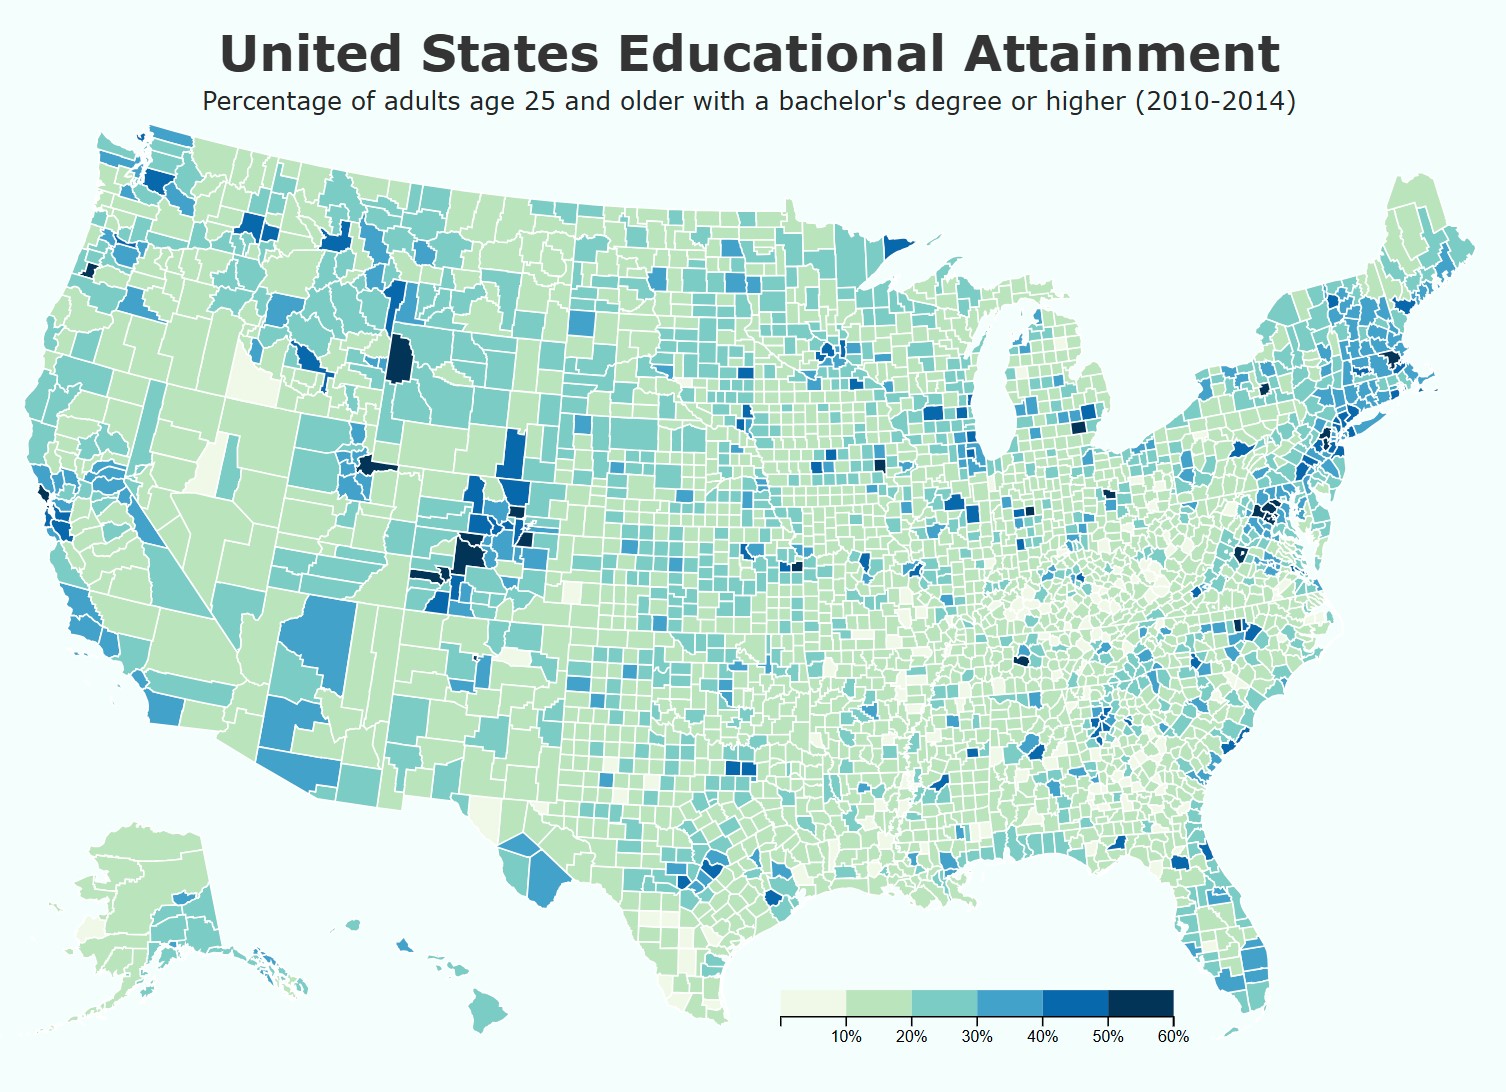 United States Educational Attainment
Percentage of adults age 25 and older with a bachelor's degree or higher (2010-2014)
10% 20% 30% 40% 50% 60%